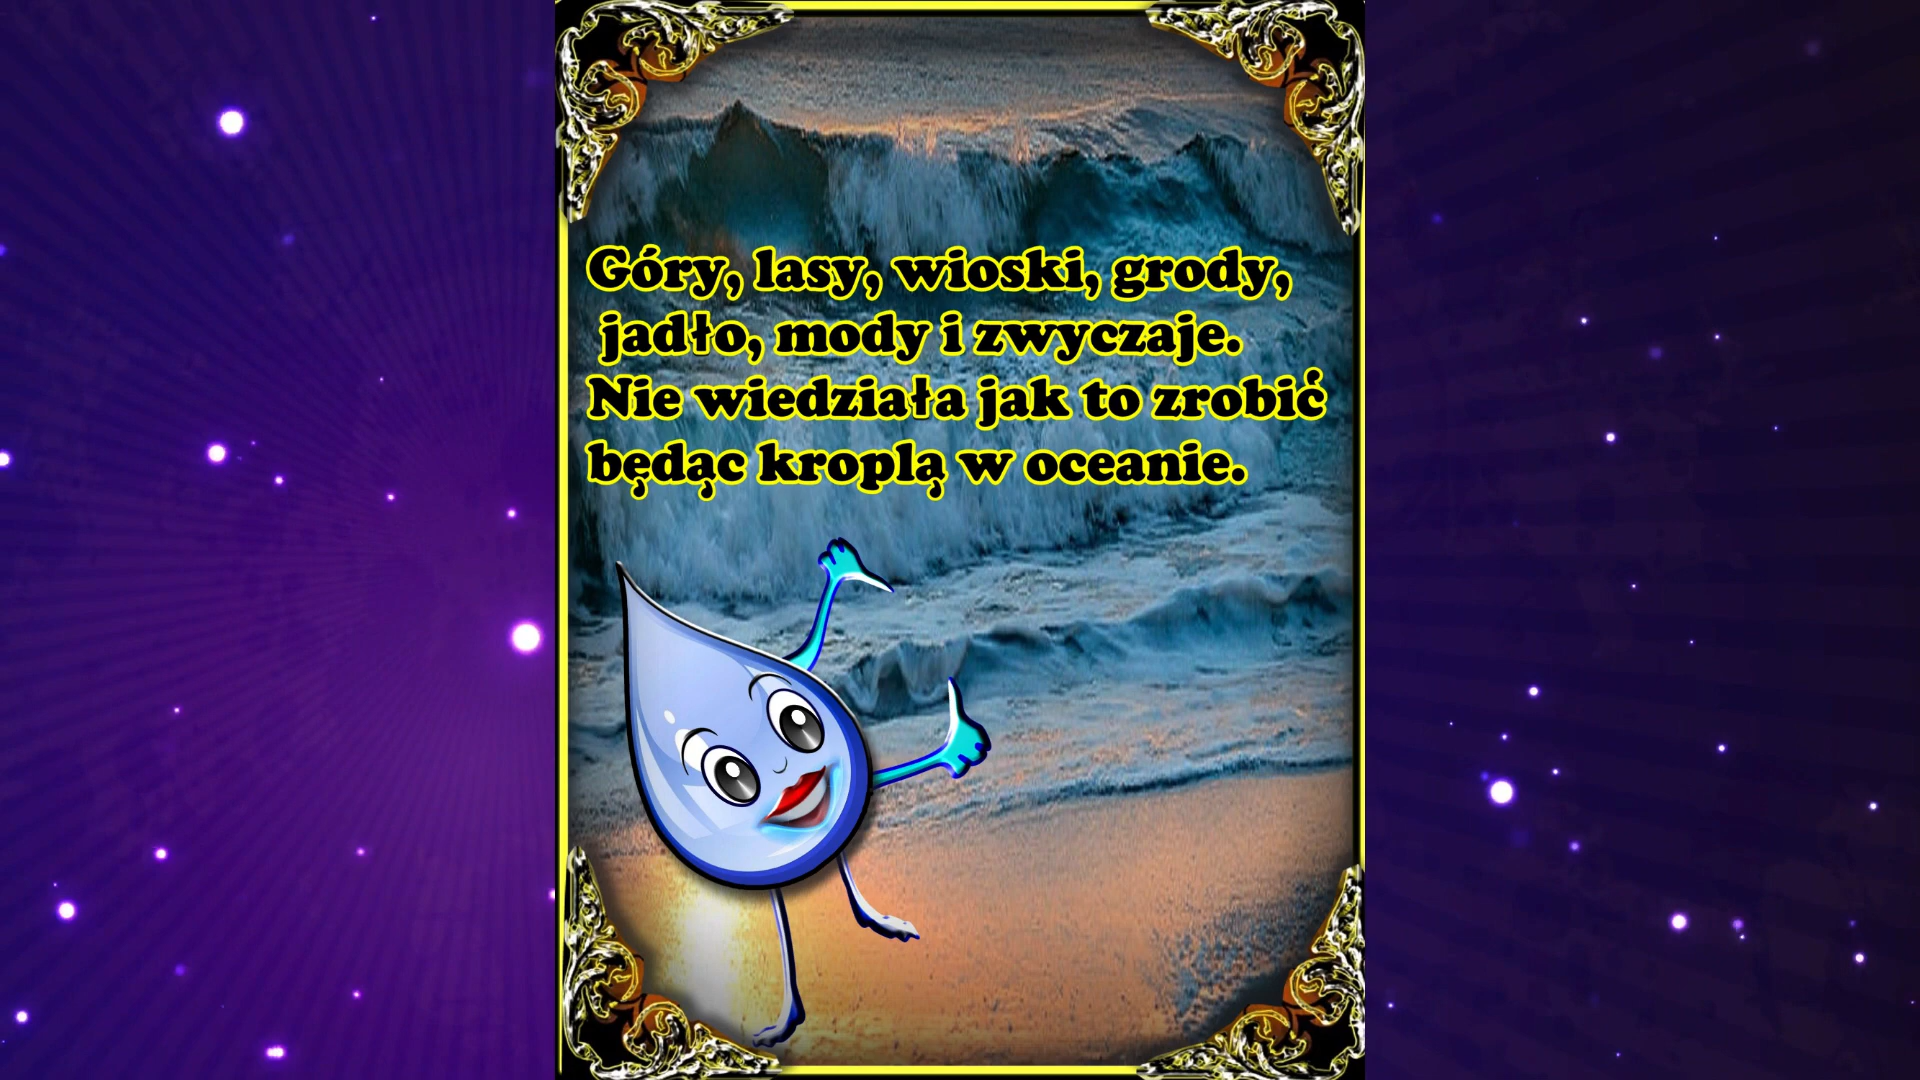 Góry, lasy, wioski, grody,
jadło, mody i zwyczaje.
Nie wiedziała jak to zrobić
będąc kroplą w oceanie.